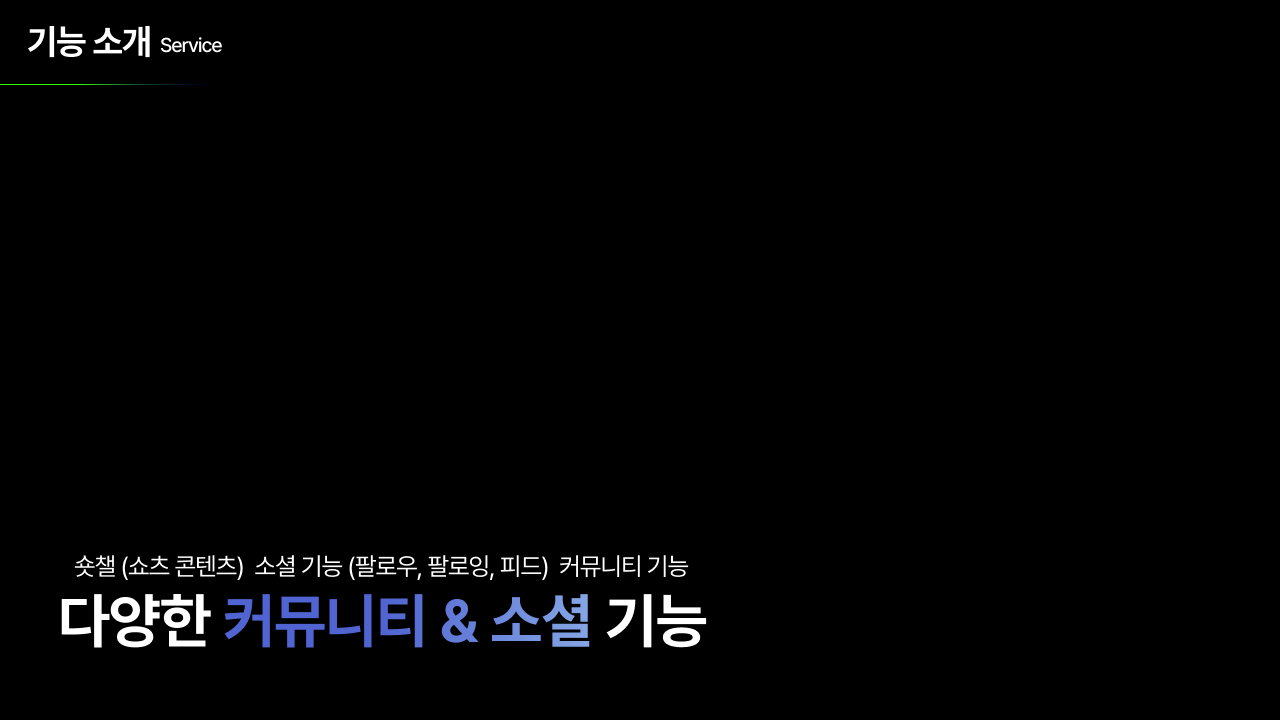 기능 소개 Service
숏챌 (쇼츠 콘텐츠) 소셜 기능 (팔로우, 팔로잉, 피드) 커뮤니티 기능
다양한 커뮤니티 & 소셜 기능